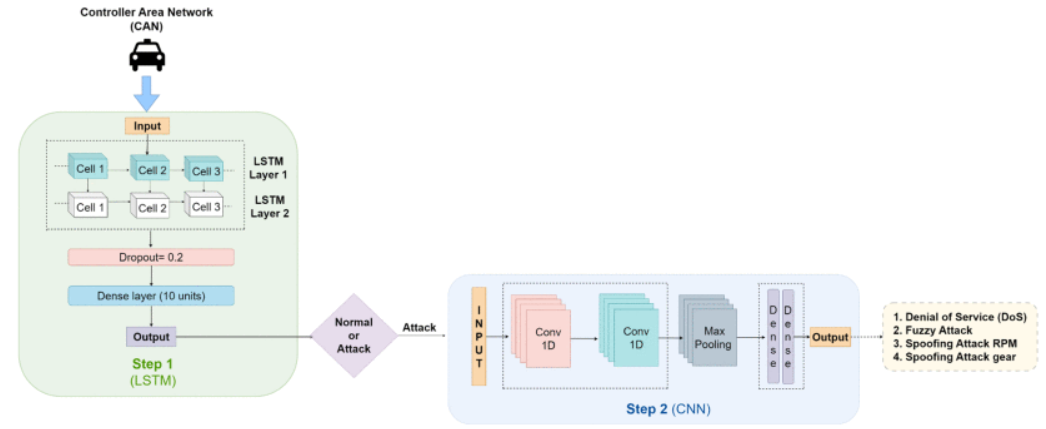 Controller Area Network
(CAN)
Input
Cell 1
Cell 2
Cell 3
LSTM
Layer 1
Cell 1
Cell 2
Cell 3
LSTM
Layer 2
Dropout= 0.2
Dense layer (10 units)
Output
Step 1
(LSTM)
Normal
or
Attack
Attack
I
N
P
U
T
Conv
1D
Conv
1D
Max
Pooling
D
e
n
s
e
D
e
n
s
e
Output
Step 2 (CNN)
1. Denial of Service (DoS)
2. Fuzzy Attack
3. Spoofing Attack RPM
4. Spoofing Attack gear